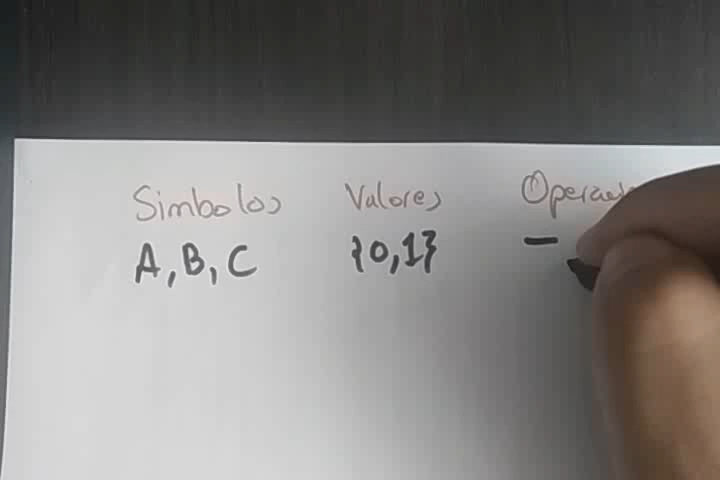 Simbolos Valores
A, B, C {0,1} —